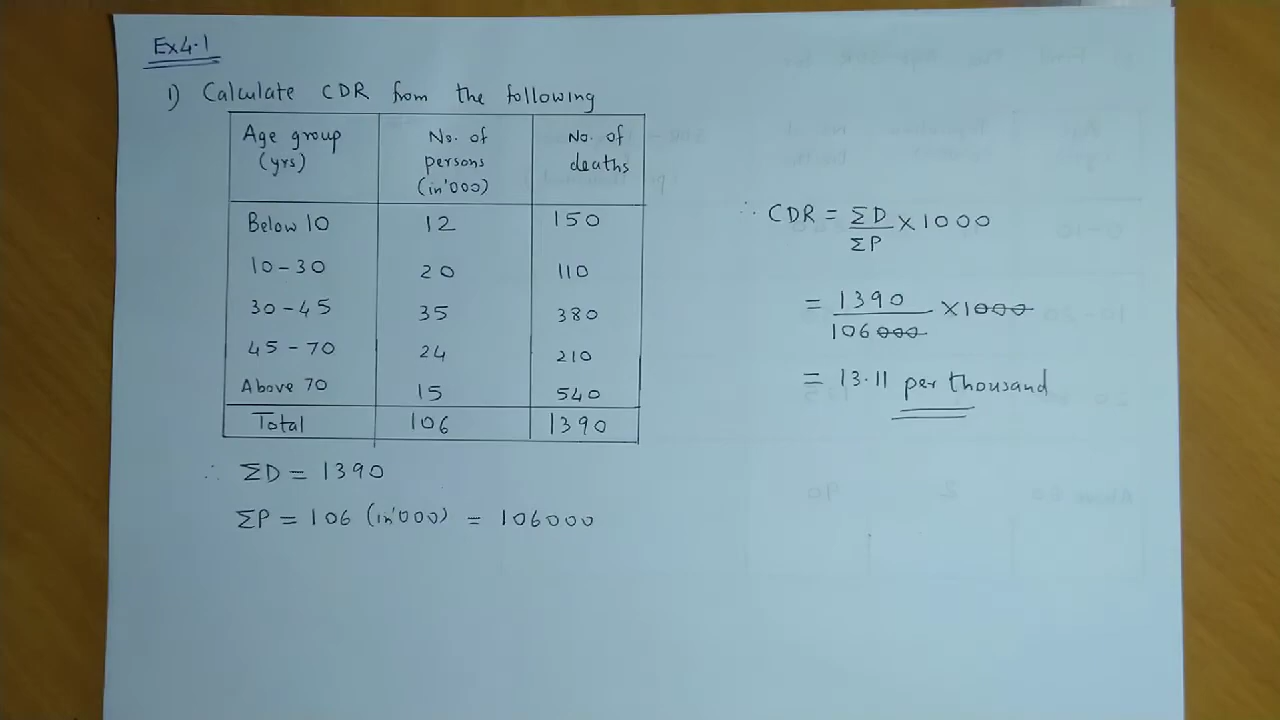 Ex4.1
1) Calculate CDR from the following
Age group (yrs) No. of persons (in'000) No. of deaths
Below 10 12 150
10-30 20 110
30-45 35 380
45-70 24 210
Above 70 15 540
Total 106 1390
∴ ΣD = 1390
ΣP = 106 (in'000) = 106000
∴ CDR = ΣD/ΣP × 1000
= 1390/106000 × 1000
= 13.11 per thousand